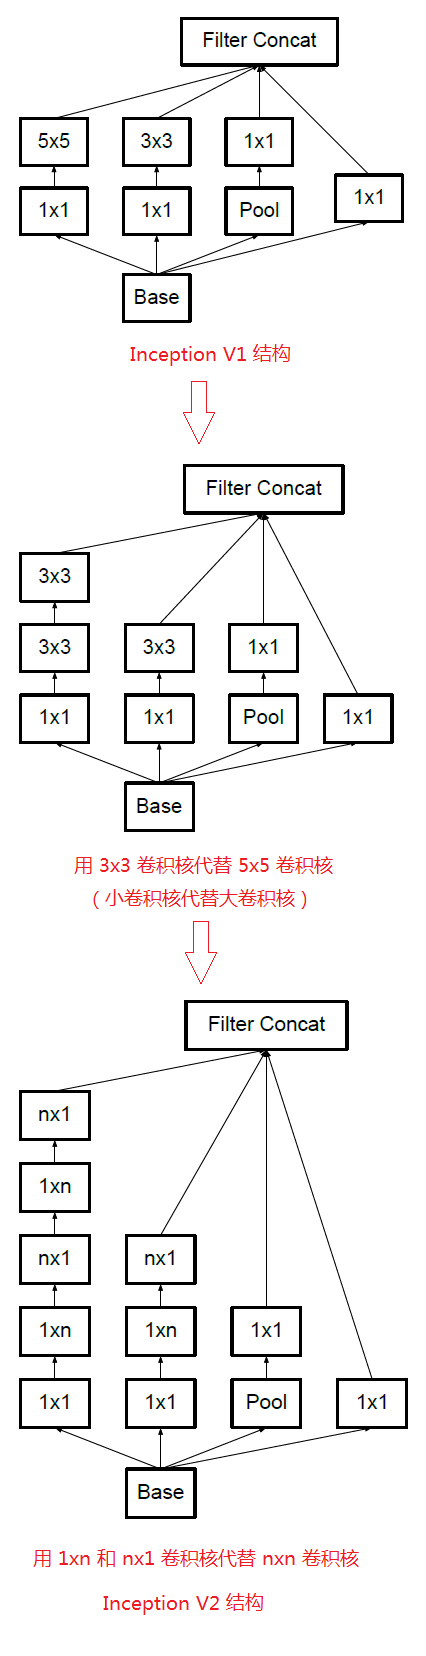 Filter Concat
5x5 3x3 1x1
1x1 1x1 Pool 1x1
Base
Inception V1 结构
Filter Concat
3x3
3x3 3x3 1x1
1x1 1x1 Pool 1x1
Base
用 3x3 卷积核代替 5x5 卷积核
（小卷积核代替大卷积核）
Filter Concat
nx1
1xn
nx1 nx1
1xn 1xn 1x1
1x1 1x1 Pool 1x1
Base
用 1xn 和 nx1 卷积核代替 nxn 卷积核
Inception V2 结构